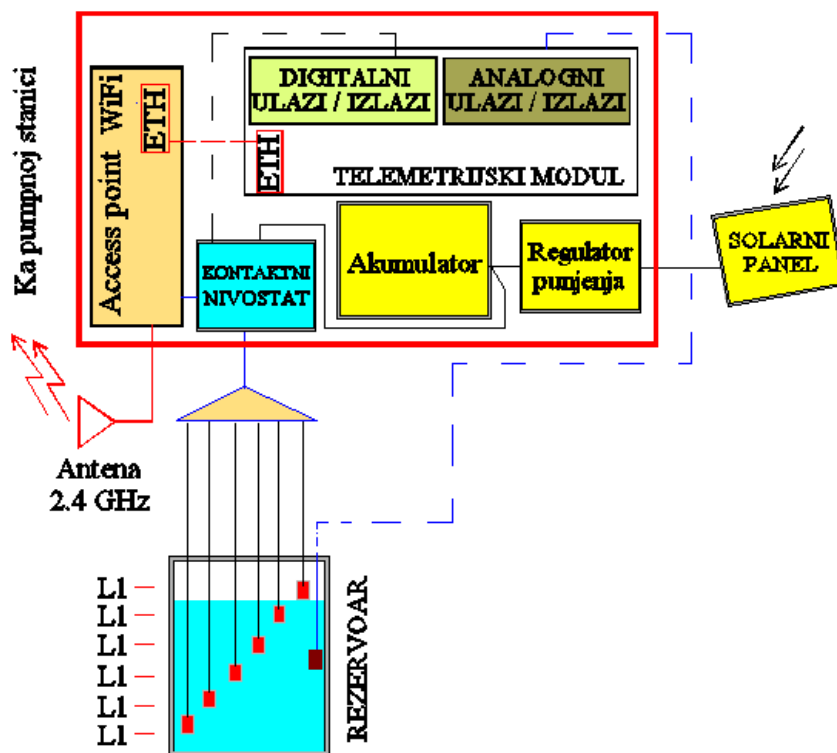 Ka pumpnoj stanici
Access point WiFi
ETH
DIGITALNI
ULAZI / IZLAZI
ANALOGNI
ULAZI / IZLAZI
ETH
TELEMETRIJSKI MODUL
KONTAKTNI
NIVOSTAT
Akumulator
Regulator
punjenja
SOLARNI
PANEL
Antena
2.4 GHz
L1
L1
L1
L1
L1
L1
REZERVOAR